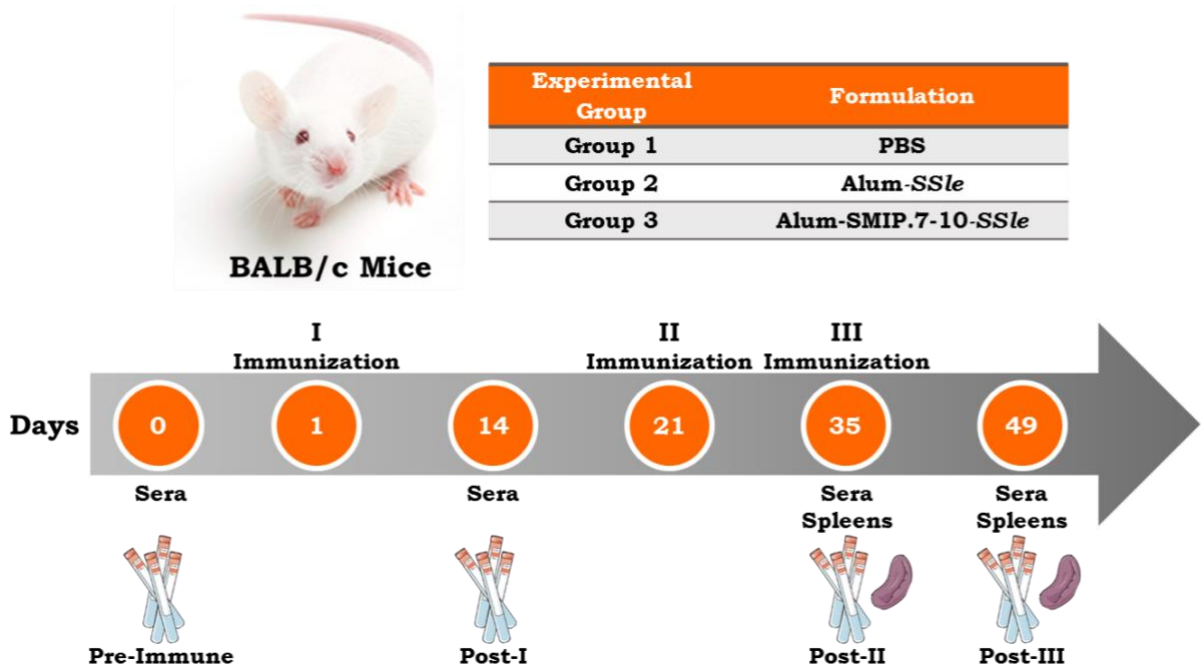 Experimental Group Formulation
Group 1 PBS
Group 2 Alum-SSle
Group 3 Alum-SMIP.7-10-SSle
BALB/c Mice
I II III
Immunization Immunization Immunization
Days 0 1 14 21 35 49
Sera Sera Sera Sera
Spleens Spleens
Pre-Immune Post-I Post-II Post-III